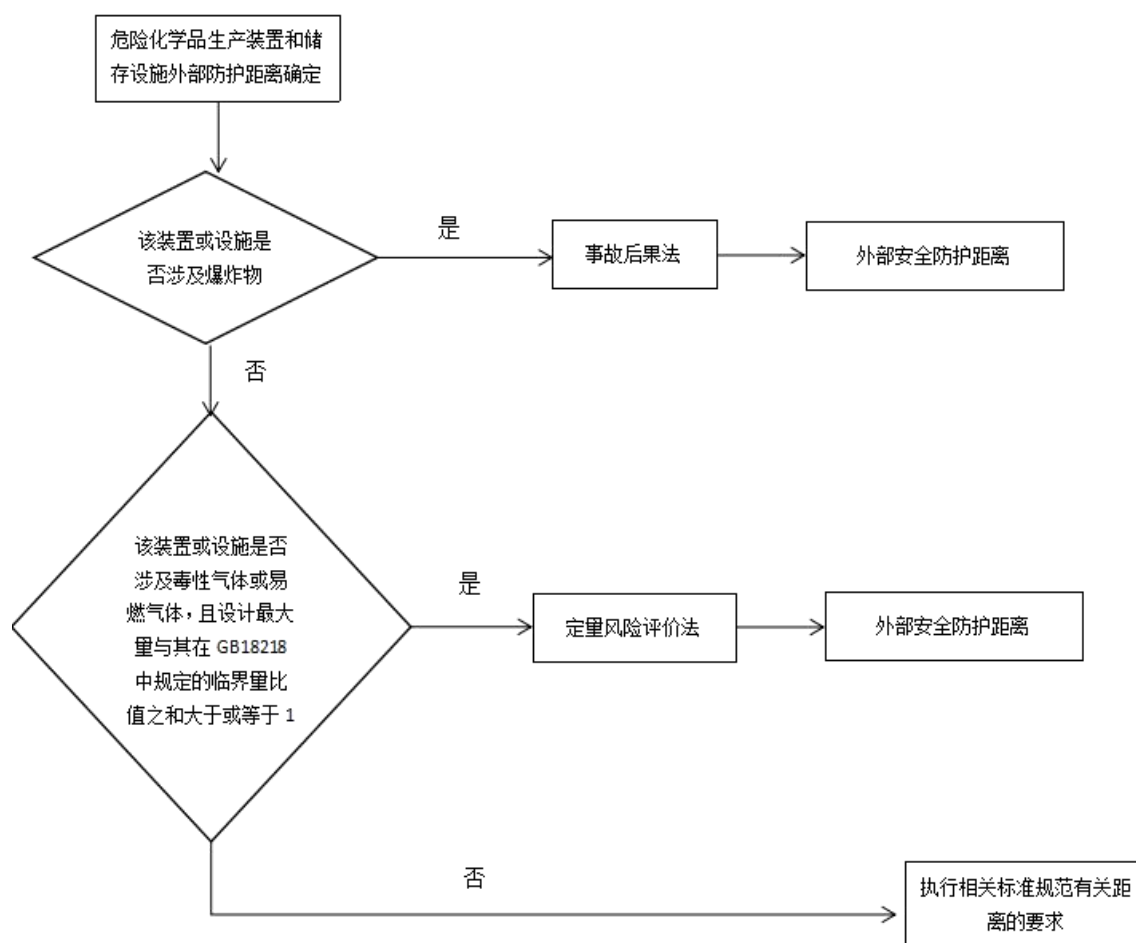 危险化学品生产装置和储
存设施外部防护距离确定
该装置或设施是
否涉及爆炸物
是
事故后果法
外部安全防护距离
否
该装置或设施是否
涉及毒性气体或易
燃气体，且设计最大
量与其在 GB18218
中规定的临界量比
值之和大于或等于 1
是
定量风险评价法
外部安全防护距离
否
执行相关标准规范有关距
离的要求